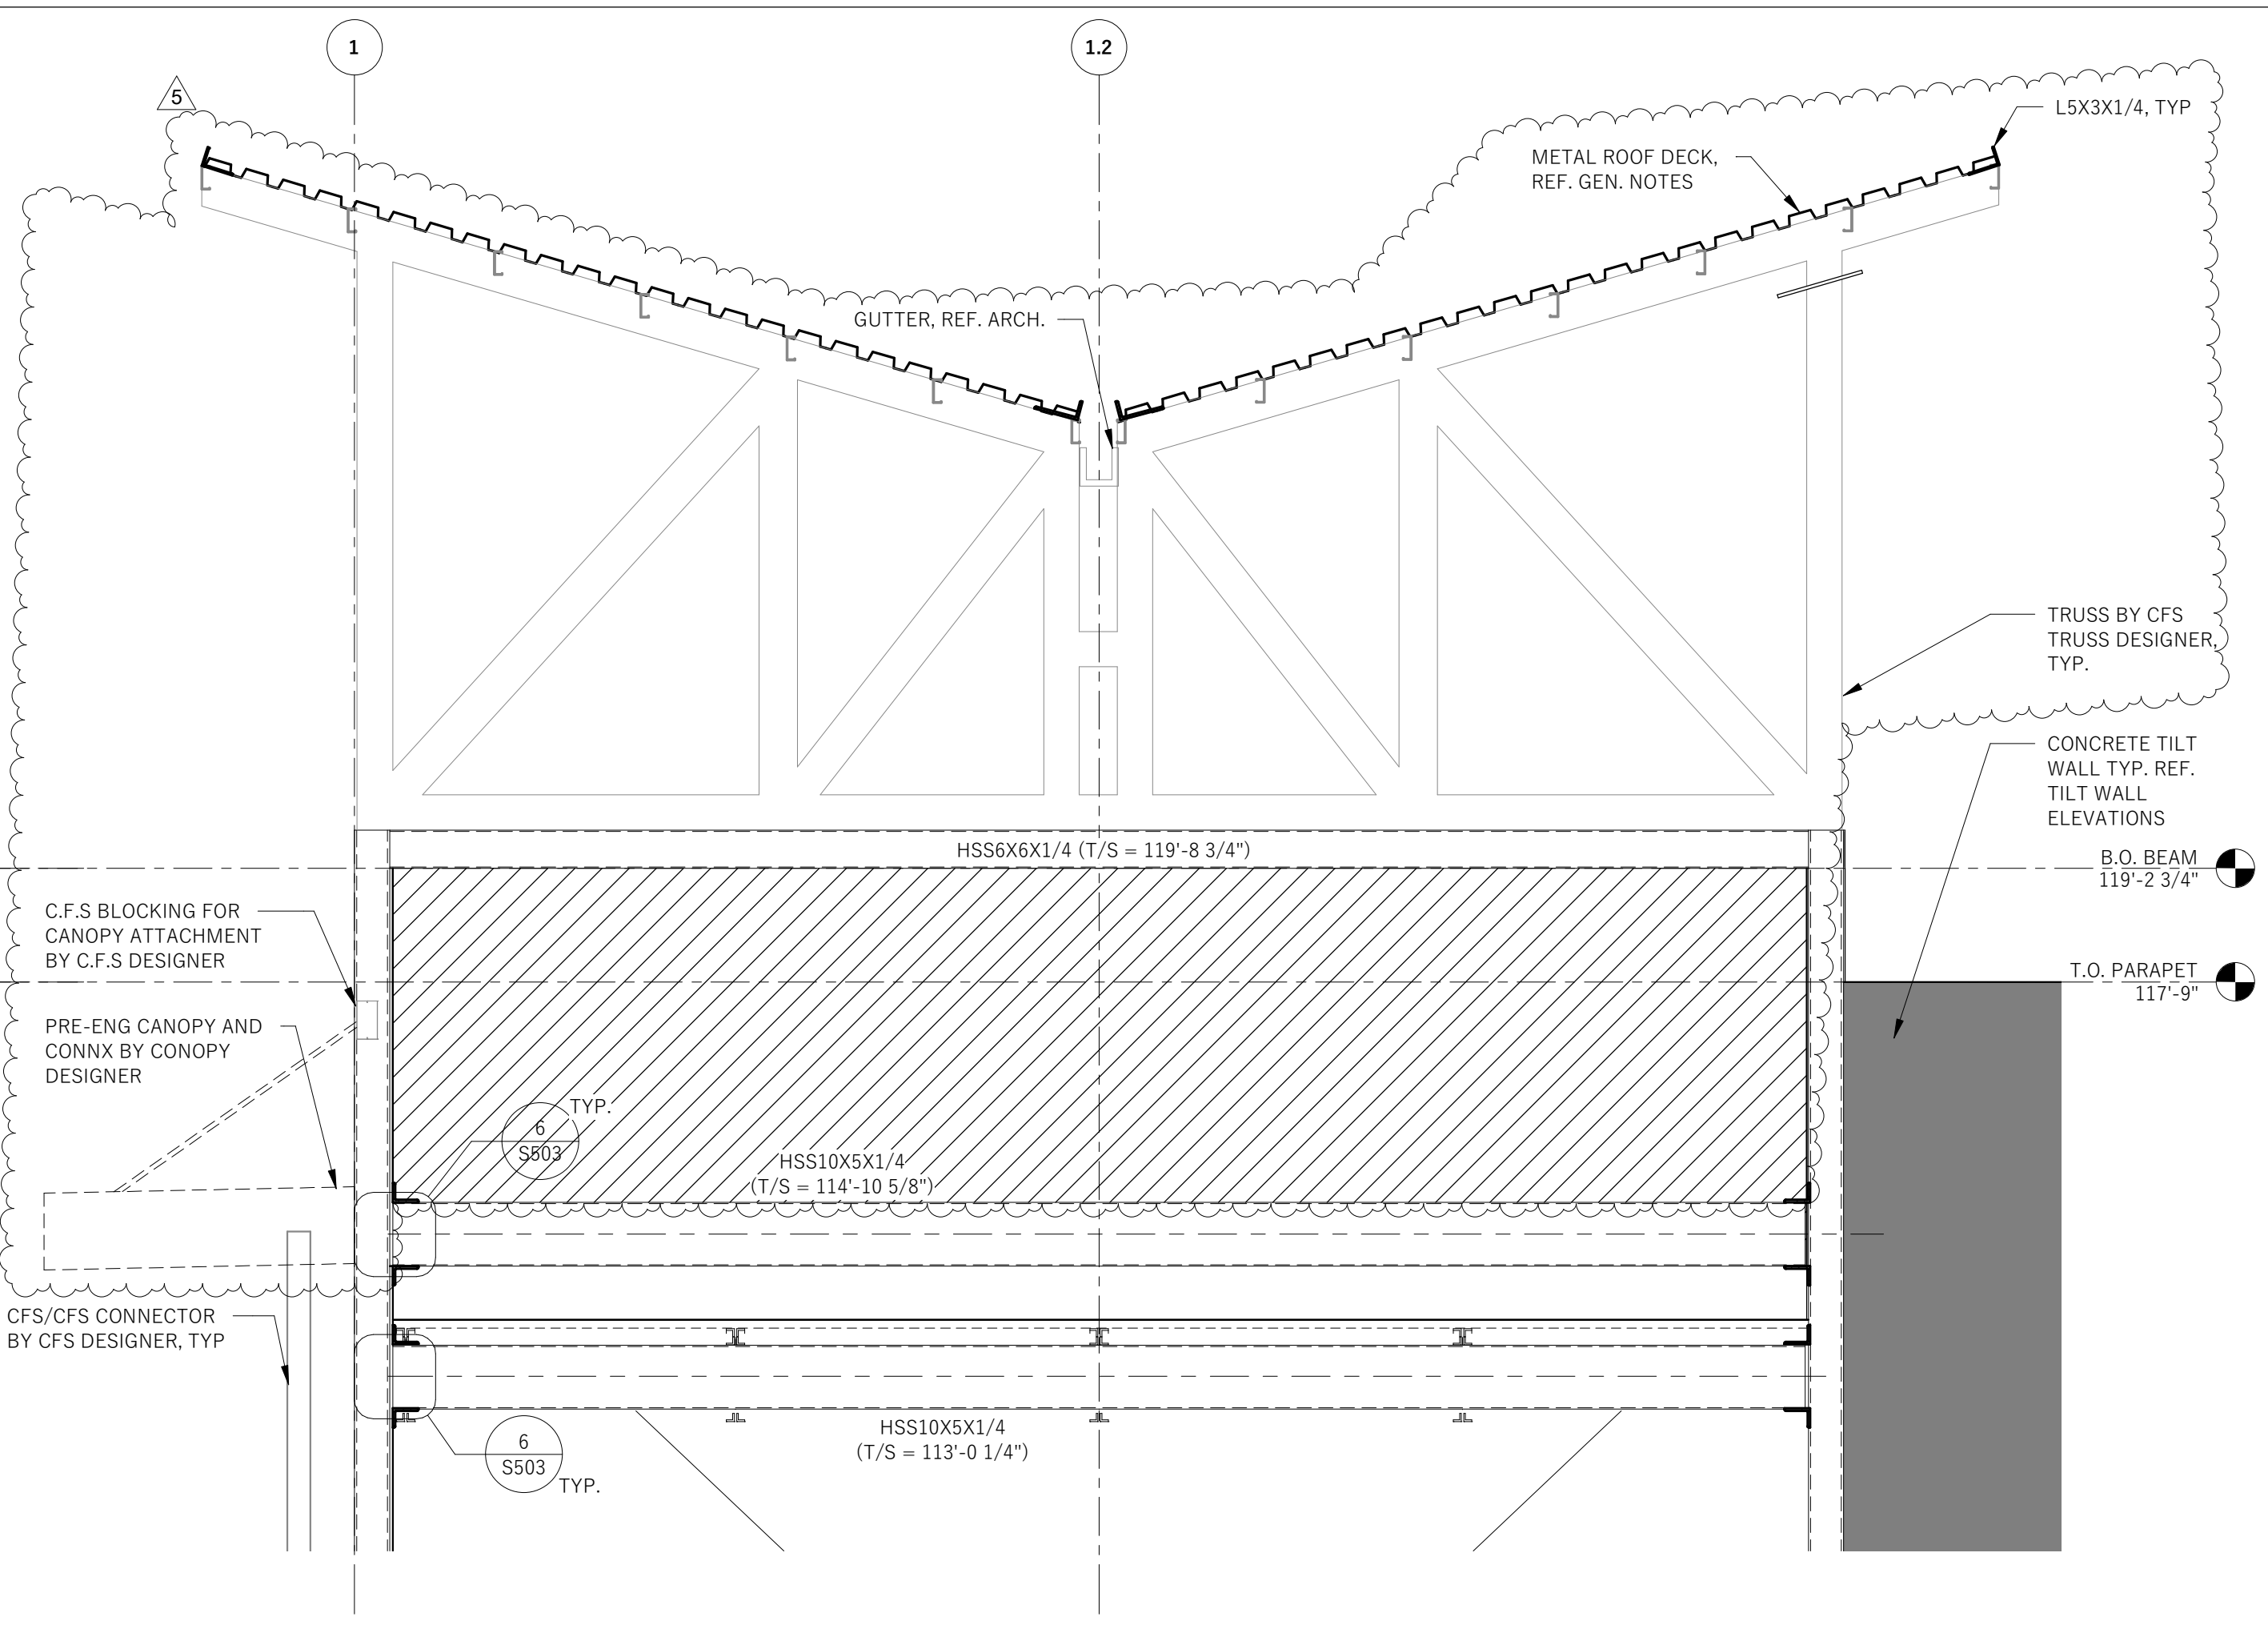 1
1.2
5
L5X3X1/4, TYP
METAL ROOF DECK,
REF. GEN. NOTES
GUTTER, REF. ARCH.
TRUSS BY CFS
TRUSS DESIGNER,
TYP.
CONCRETE TILT
WALL TYP. REF.
TILT WALL
ELEVATIONS
HSS6X6X1/4 (T/S = 119'-8 3/4")
B.O. BEAM
119'-2 3/4"
C.F.S BLOCKING FOR
CANOPY ATTACHMENT
BY C.F.S DESIGNER
T.O. PARAPET
117'-9"
PRE-ENG CANOPY AND
CONNX BY CONOPY
DESIGNER
TYP.
6
S503
HSS10X5X1/4
(T/S = 114'-10 5/8")
CFS/CFS CONNECTOR
BY CFS DESIGNER, TYP
HSS10X5X1/4
(T/S = 113'-0 1/4")
6
S503
TYP.